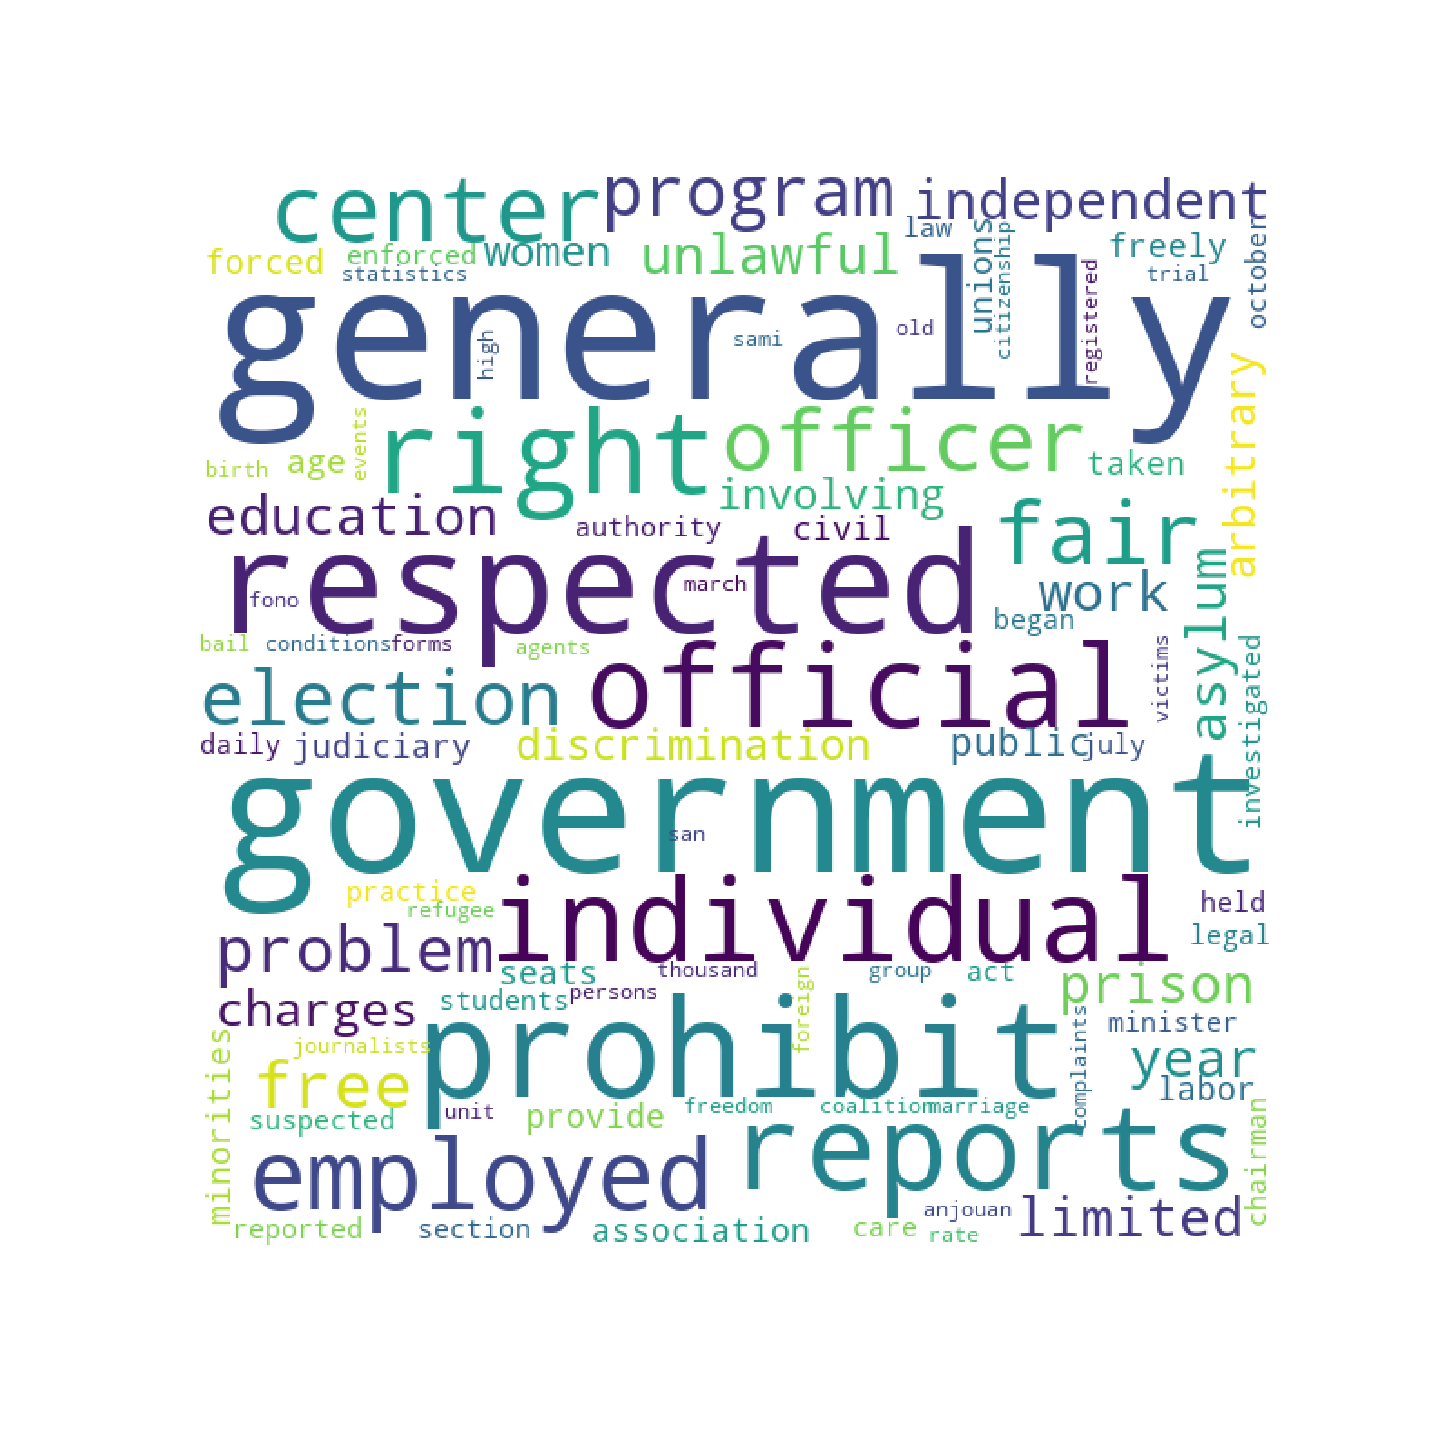 center
program
independent
law
forced
enforced
women
unlawful
unions
citizenship
freely
october
statistics
trial
generally
high
sami
old
registered
arbitrary
birth
age
events
right
officer
taken
involving
education
authority
civil
fair
respected
march
fono
work
began
asylum
bail
conditions
forms
agents
official
victims
investigated
election
daily
judiciary
discrimination
public
july
government
san
practice
refugee
individual
held
legal
problem
seats
thousand
group
act
prison
charges
students
persons
foreign
prohibit
complaints
minister
minorities
journalists
free
year
labor
suspected
unit
provide
freedom
coalition
marriage
chairman
employed
reports
reported
section
association
care
rate
anjouan
limited